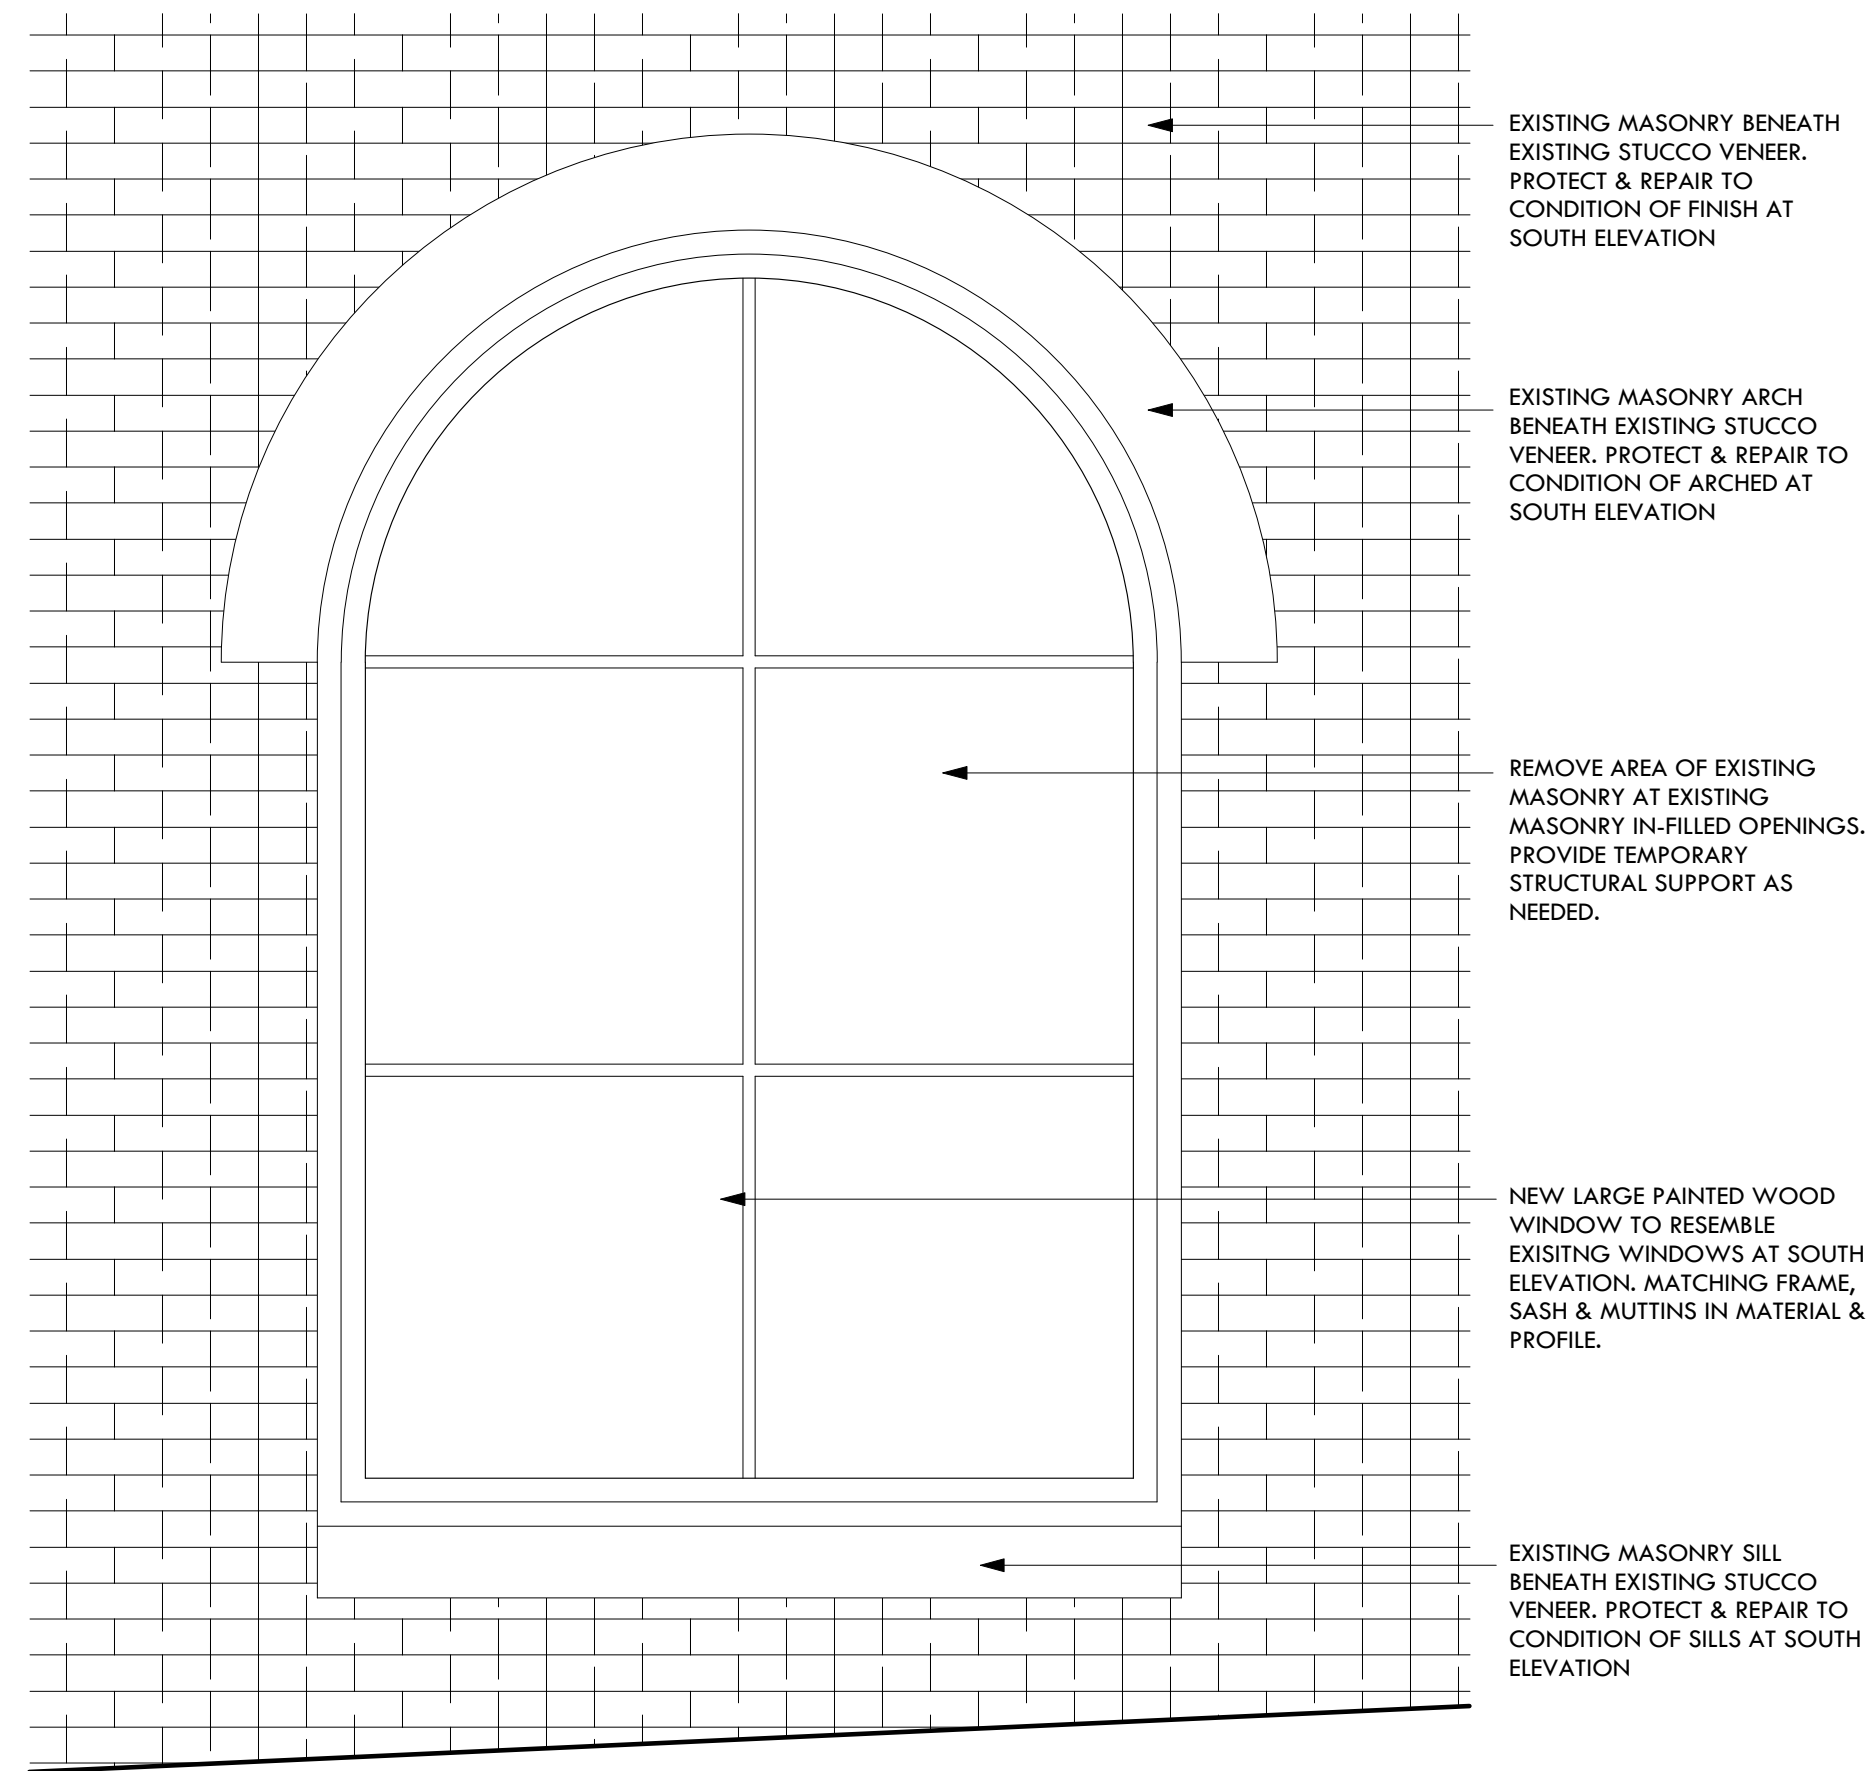 EXISTING MASONRY BENEATH
EXISTING STUCCO VENEER.
PROTECT & REPAIR TO
CONDITION OF FINISH AT
SOUTH ELEVATION
EXISTING MASONRY ARCH
BENEATH EXISTING STUCCO
VENEER. PROTECT & REPAIR TO
CONDITION OF ARCHED AT
SOUTH ELEVATION
REMOVE AREA OF EXISTING
MASONRY AT EXISTING
MASONRY IN-FILLED OPENINGS.
PROVIDE TEMPORARY
STRUCTURAL SUPPORT AS
NEEDED.
NEW LARGE PAINTED WOOD
WINDOW TO RESEMBLE
EXISITNG WINDOWS AT SOUTH
ELEVATION. MATCHING FRAME,
SASH & MUTTINS IN MATERIAL &
PROFILE.
EXISTING MASONRY SILL
BENEATH EXISTING STUCCO
VENEER. PROTECT & REPAIR TO
CONDITION OF SILLS AT SOUTH
ELEVATION